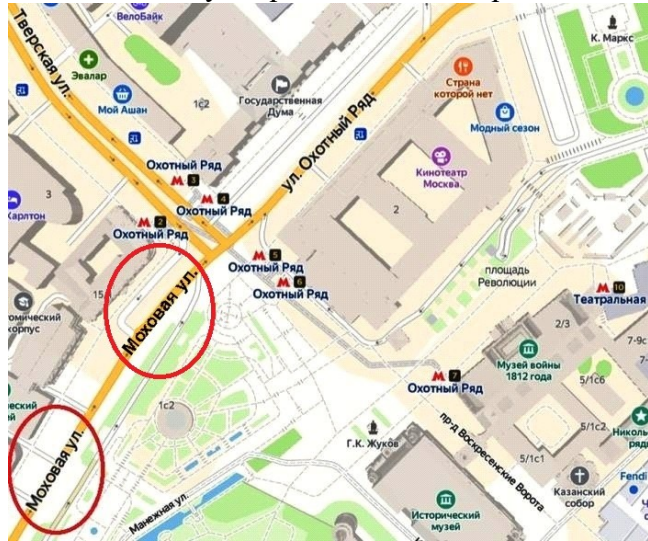 ВелоБайк
К. Маркс
Тверская ул.
Эвалар
Страна
которой нет
Мой Ашан
1с2
Государственная
Дума
ул. Охотный Ряд
Модный сезон
Кинотеатр
Москва
Охотный Ряд
М 3
М 4
Охотный Ряд
3
Карлтон
М 2
Охотный Ряд
2
М 5
Охотный Ряд
М 6
Охотный Ряд
площадь
Революции
М 10
Театральная
Моховая ул.
15
2/3
7-9с
Музей войны
1812 года
М 7
Охотный Ряд
5/1с6
1с2
Моховая ул.
Г.К. Жуков
пр-д Воскресенские Ворота
5/1с2
5/1с1
Казанский
собор
Fendi
Манежная ул.
Исторический
музей